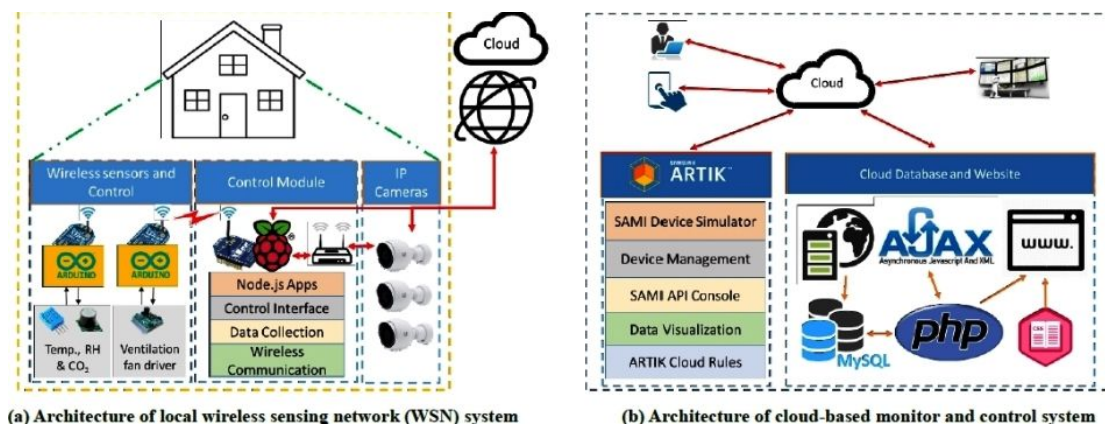 Cloud
Wireless sensors and
Control
Control Module
IP
Cameras
ARDUINO
ARDUINO
Temp., RH
& CO₂
Ventilation
fan driver
Node.js Apps
Control Interface
Data Collection
Wireless
Communication
(a) Architecture of local wireless sensing network (WSN) system
Cloud
SAMSUNG
ARTIK™
SAMI Device Simulator
Device Management
SAMI API Console
Data Visualization
ARTIK Cloud Rules
Cloud Database and Website
AJAX
Asynchronous Javascript And XML
www.
MySQL
php
CSS
(b) Architecture of cloud-based monitor and control system